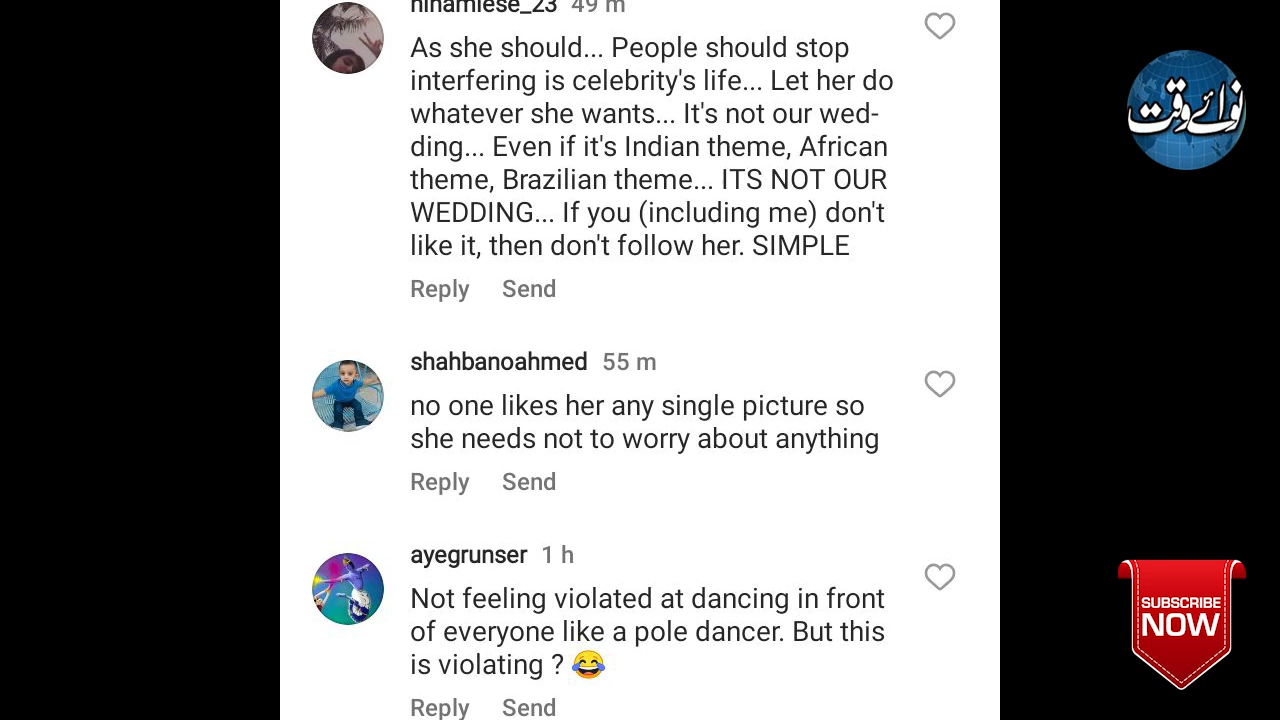 49 m
As she should... People should stop
interfering is celebrity's life... Let her do
whatever she wants... It's not our wed-
ding... Even if it's Indian theme, African
theme, Brazilian theme... ITS NOT OUR
WEDDING... If you (including me) don't
like it, then don't follow her. SIMPLE
Reply Send
shahbanoahmed 55 m
no one likes her any single picture so
she needs not to worry about anything
Reply Send
ayegrunser 1 h
Not feeling violated at dancing in front
of everyone like a pole dancer. But this
is violating ? 😂
Reply Send
نوائے وقت
SUBSCRIBE
NOW